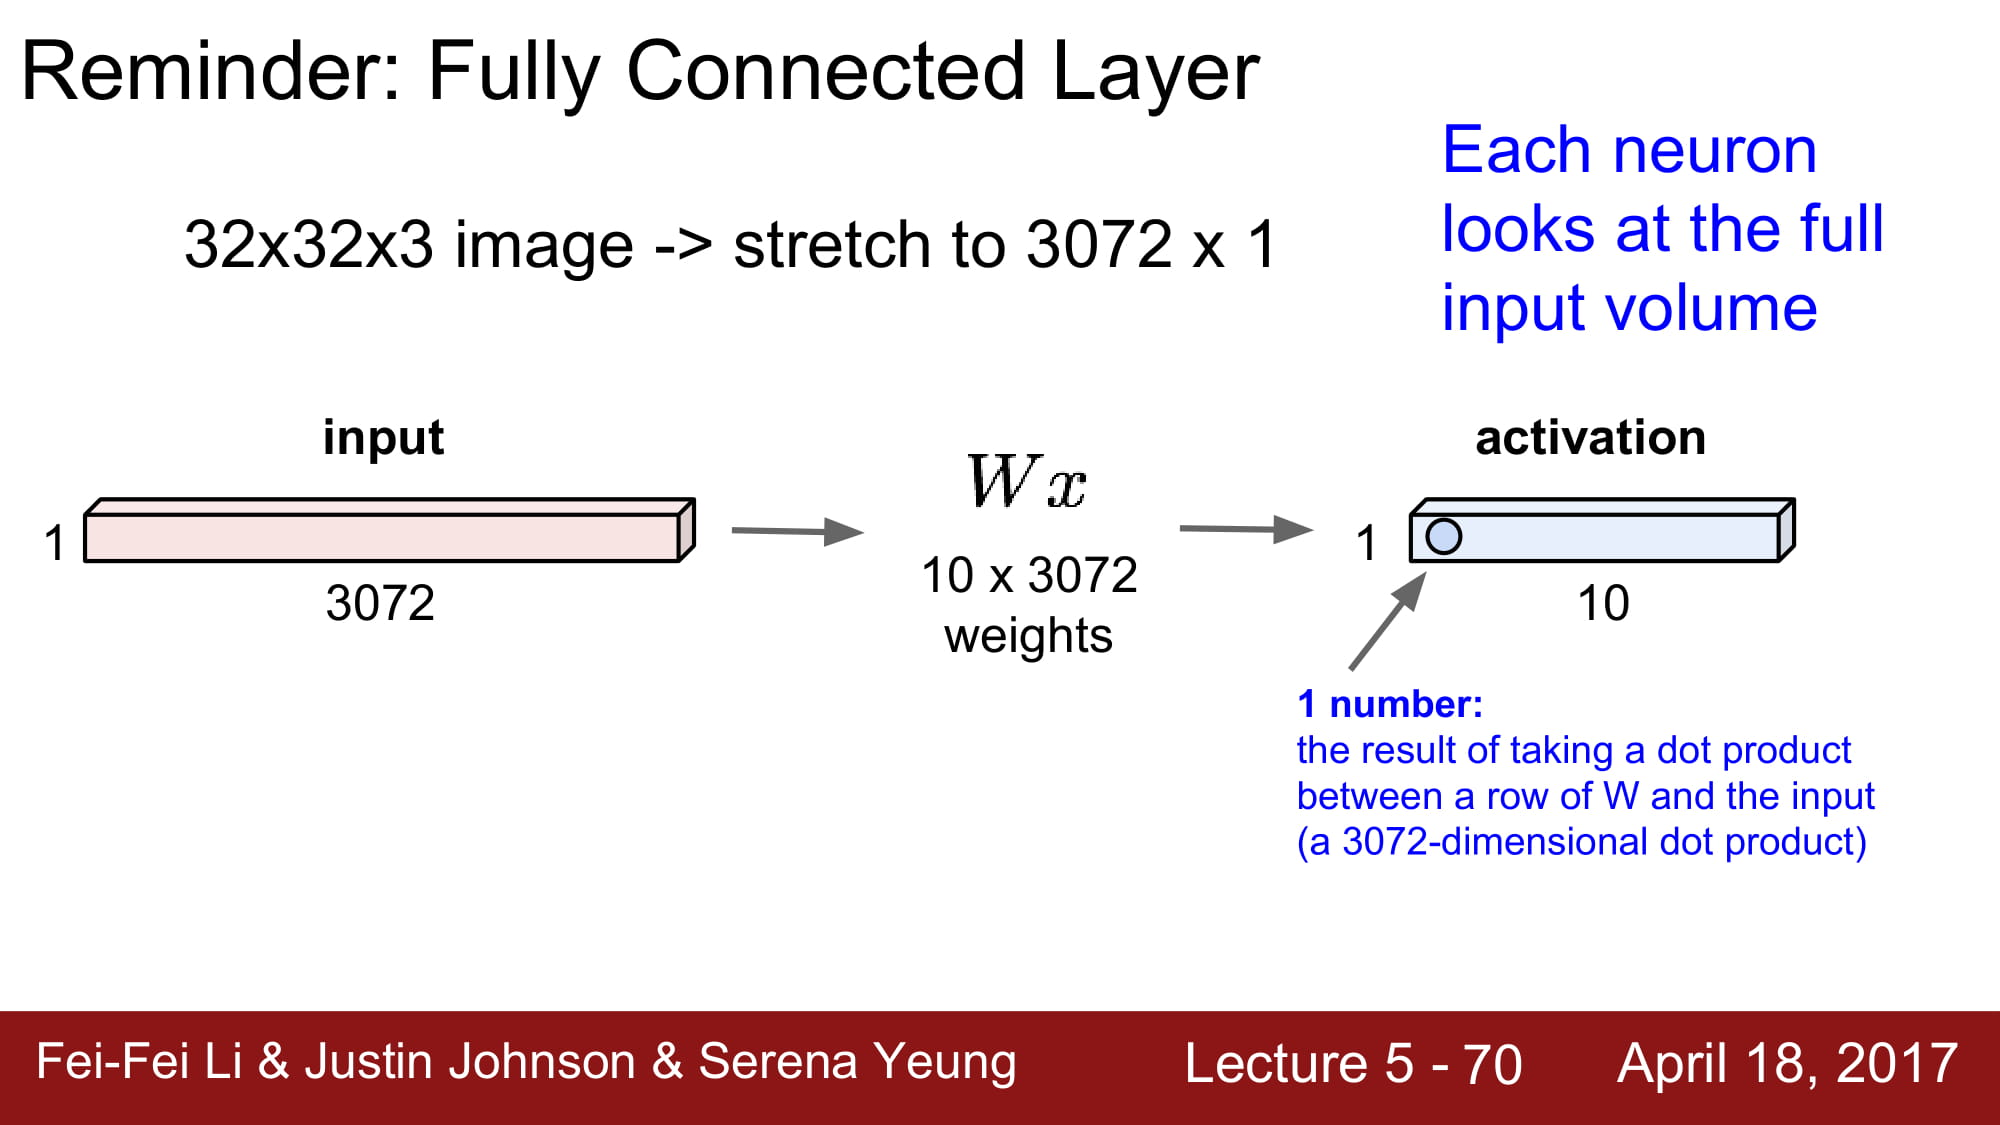 Reminder: Fully Connected Layer
32x32x3 image -> stretch to 3072 x 1
Each neuron
looks at the full
input volume
input
1
3072
Wx
10 x 3072
weights
activation
1
10
1 number:
the result of taking a dot product
between a row of W and the input
(a 3072-dimensional dot product)
Fei-Fei Li & Justin Johnson & Serena Yeung
Lecture 5 - 70
April 18, 2017